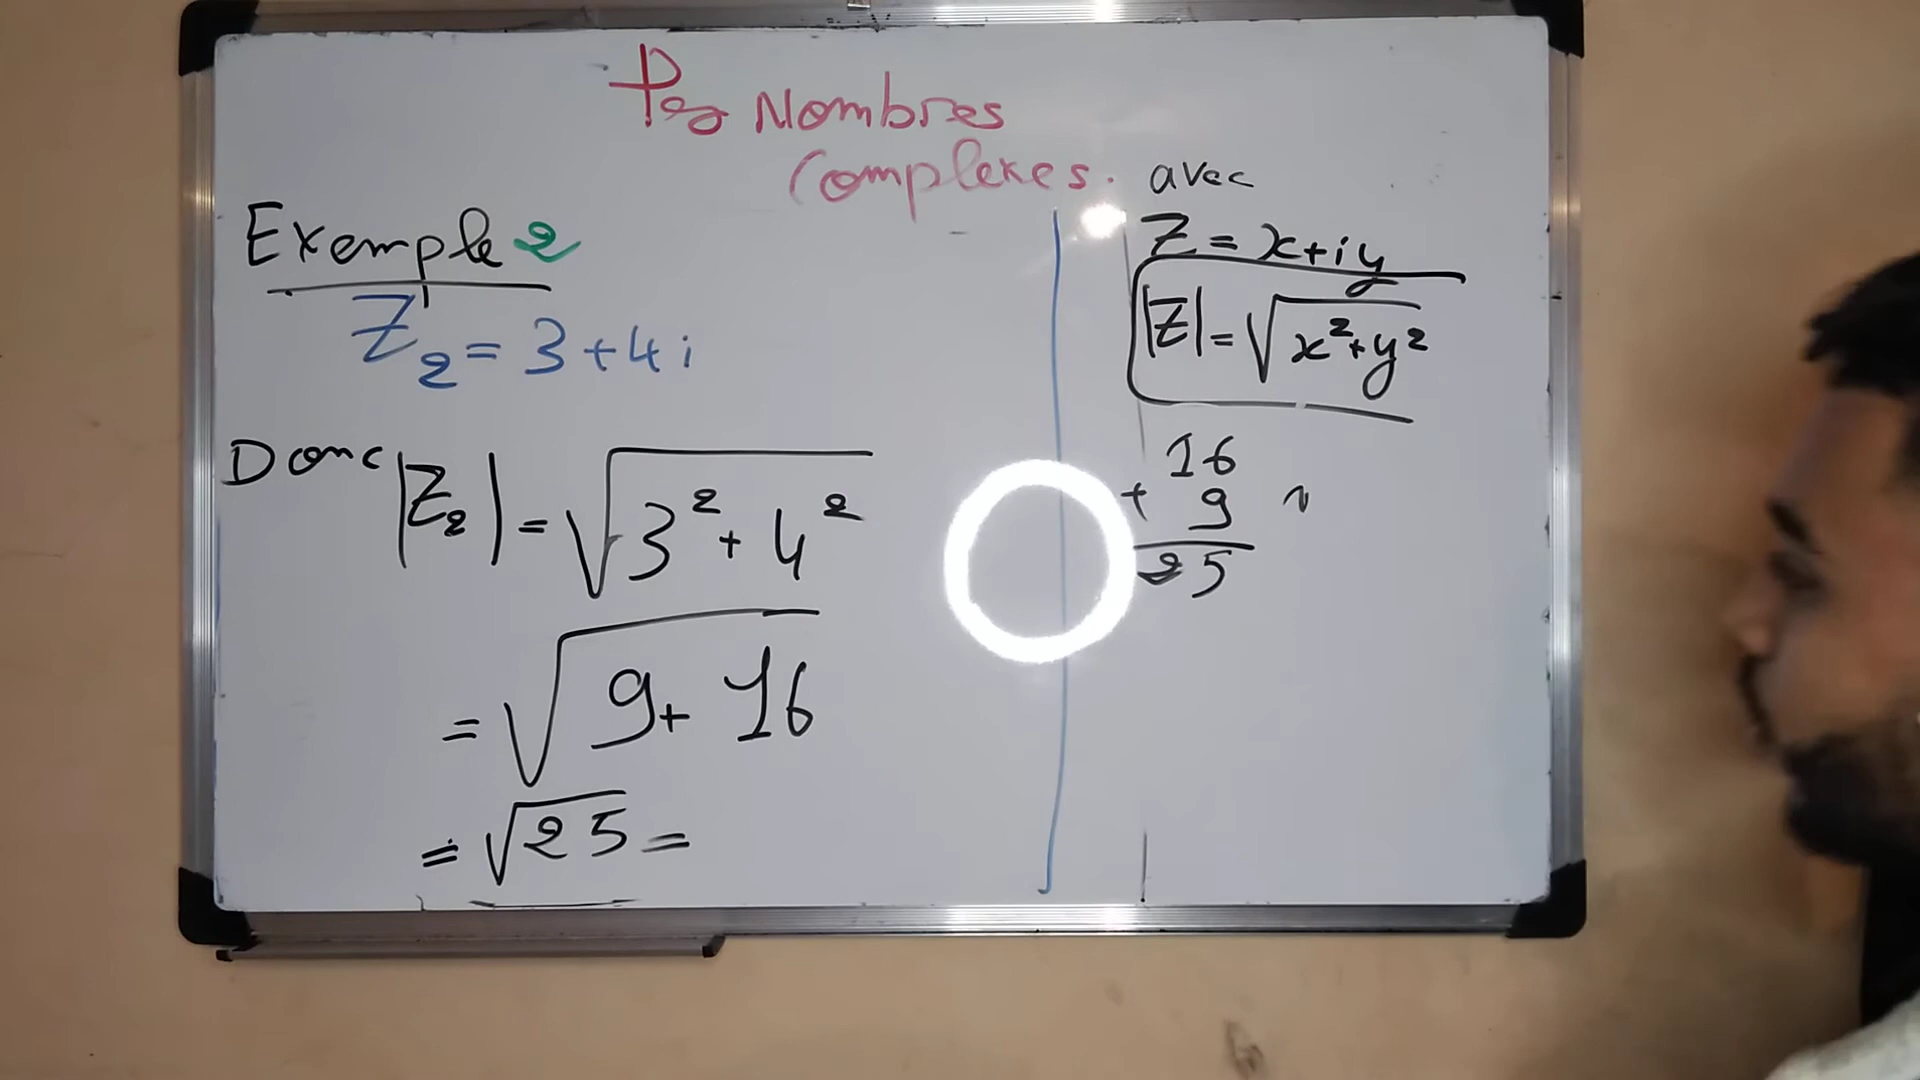 Les Nombres
Complexes.
Exemple 2
Z₂ = 3 + 4i
Donc |Z₂| = √(3² + 4²)
= √(9 + 16)
= √25 =
avec
Z = x + iy
|Z| = √(x² + y²)
16
+ 9
25